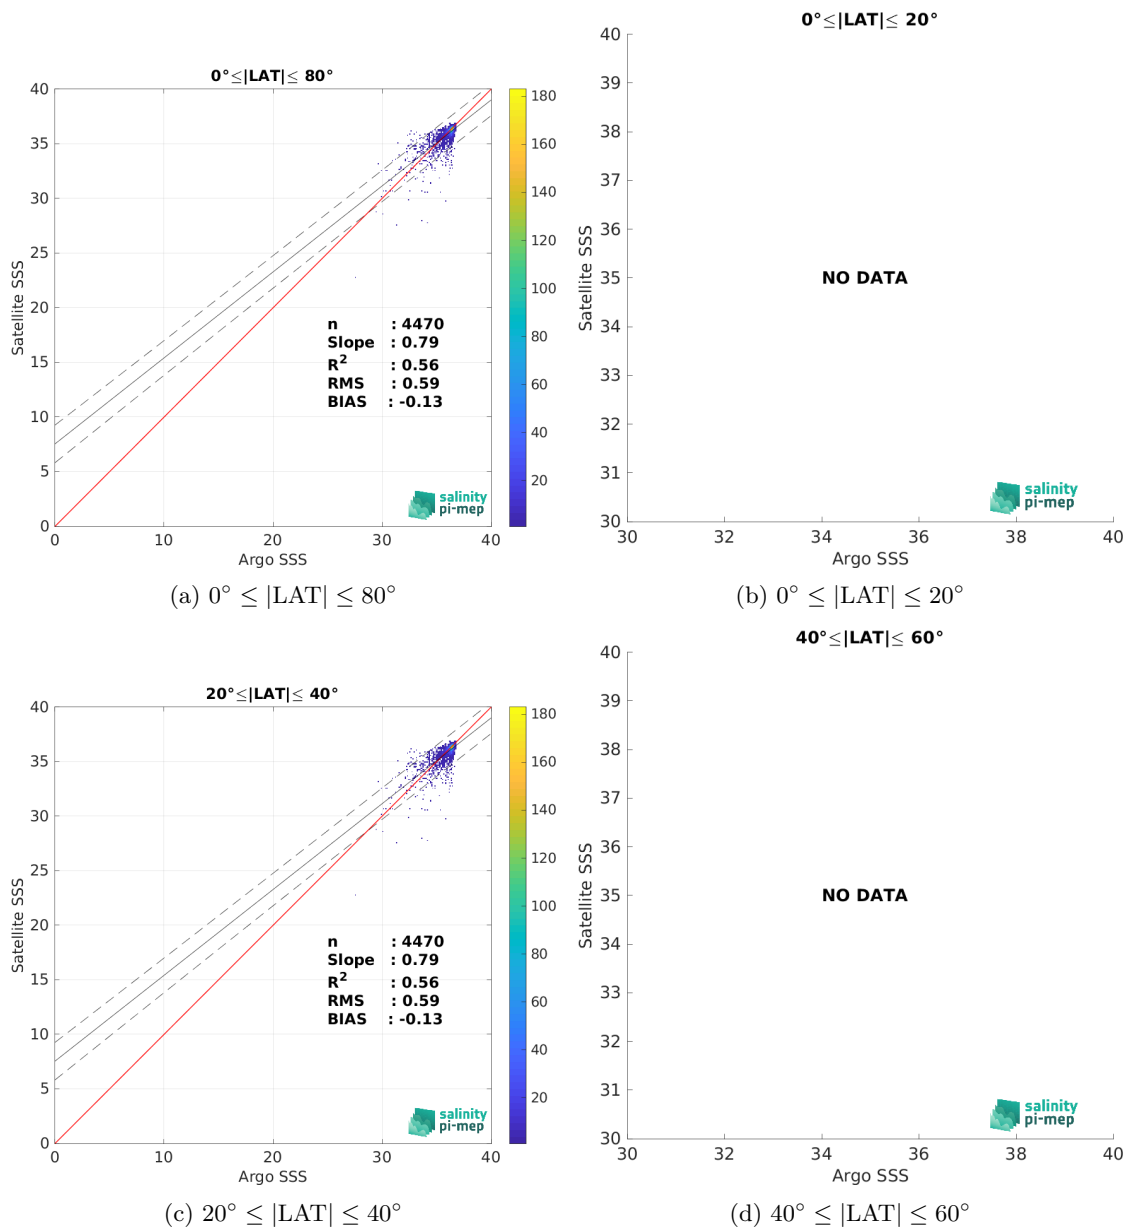 0°≤|LAT|≤ 80°
40
35
30
25
20
15
10
5
0
0
10
20
30
40
Satellite SSS
Argo SSS
n : 4470
Slope : 0.79
R² : 0.56
RMS : 0.59
BIAS : -0.13
salinity
pi-mep
180
160
140
120
100
80
60
40
20
(a) 0° ≤ |LAT| ≤ 80°
0°≤|LAT|≤ 20°
40
39
38
37
36
35
34
33
32
31
30
30
32
34
36
38
40
Satellite SSS
Argo SSS
NO DATA
salinity
pi-mep
(b) 0° ≤ |LAT| ≤ 20°
20°≤|LAT|≤ 40°
40
35
30
25
20
15
10
5
0
0
10
20
30
40
Satellite SSS
Argo SSS
n : 4470
Slope : 0.79
R² : 0.56
RMS : 0.59
BIAS : -0.13
salinity
pi-mep
180
160
140
120
100
80
60
40
20
(c) 20° ≤ |LAT| ≤ 40°
40°≤|LAT|≤ 60°
40
39
38
37
36
35
34
33
32
31
30
30
32
34
36
38
40
Satellite SSS
Argo SSS
NO DATA
salinity
pi-mep
(d) 40° ≤ |LAT| ≤ 60°